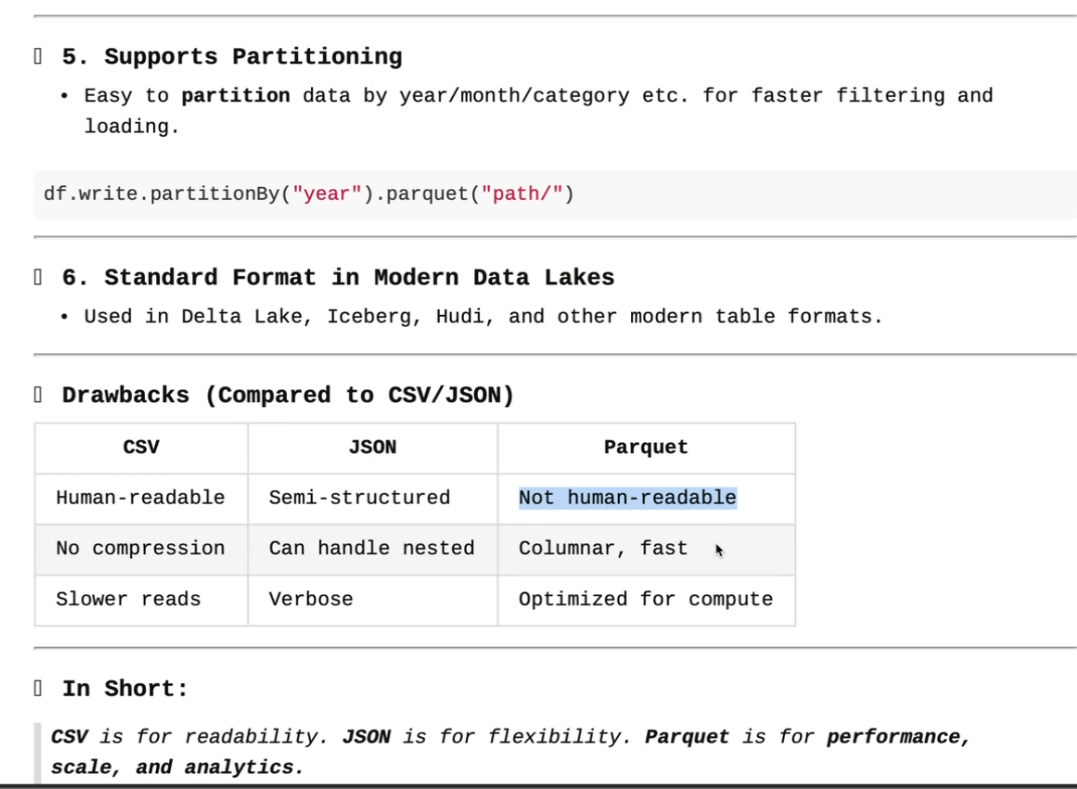 5. Supports Partitioning
• Easy to partition data by year/month/category etc. for faster filtering and
loading.
df.write.partitionBy("year").parquet("path/")
6. Standard Format in Modern Data Lakes
• Used in Delta Lake, Iceberg, Hudi, and other modern table formats.
Drawbacks (Compared to CSV/JSON)
CSV JSON Parquet
Human-readable Semi-structured Not human-readable
No compression Can handle nested Columnar, fast
Slower reads Verbose Optimized for compute
In Short:
CSV is for readability. JSON is for flexibility. Parquet is for performance,
scale, and analytics.